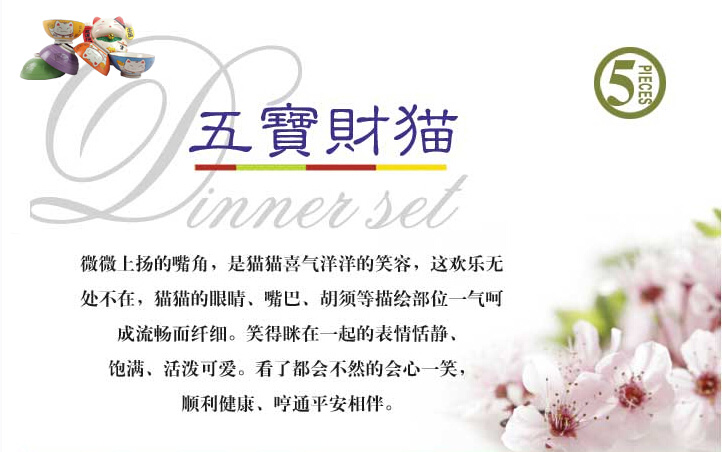 5 PIECES
五寶財猫
Dinner set
微微上扬的嘴角，是猫猫喜气洋洋的笑容，这欢乐无
处不在，猫猫的眼睛、嘴巴、胡须等描绘部位一气呵
成流畅而纤细。笑得眯在一起的表情恬静、
饱满、活泼可爱。看了都会不然的会心一笑，
顺利健康、哼通平安相伴。